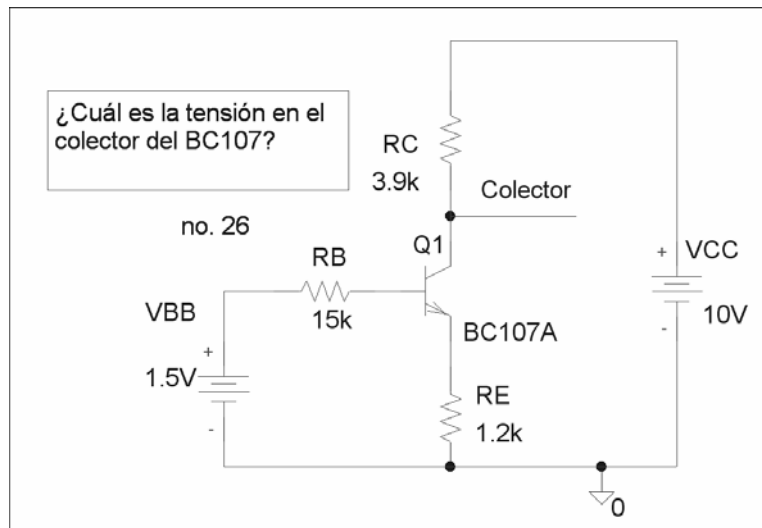 ¿Cuál es la tensión en el
colector del BC107?
no. 26
RC
3.9k
Colector
Q1
RB
15k
BC107A
VBB
+
1.5V
-
RE
1.2k
+
VCC
10V
-
0